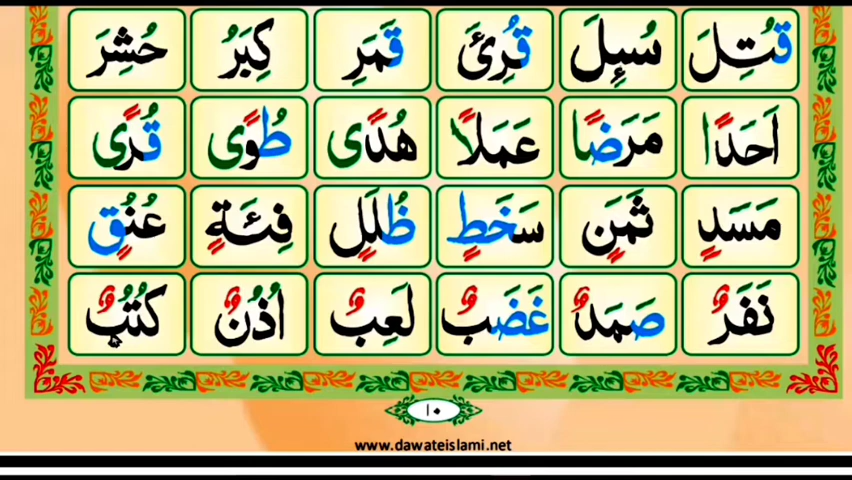 قُتِلَ سُئِلَ قُرِئَ قَمَرِ كِبَرُ حُشِرَ
اَحَدًا مَرَضًا عَمَلًا هُدًى طُوًى قُرًى
مَسَدٍ ثَمَنٍ سَخَطٍ ظُلَلٍ فِئَةٍ عُنُقٍ
نَفَرٌ صَمَدٌ غَضَبٌ لَعِبٌ اُذُنٌ كُتُبٌ
١٠
www.dawateislami.net